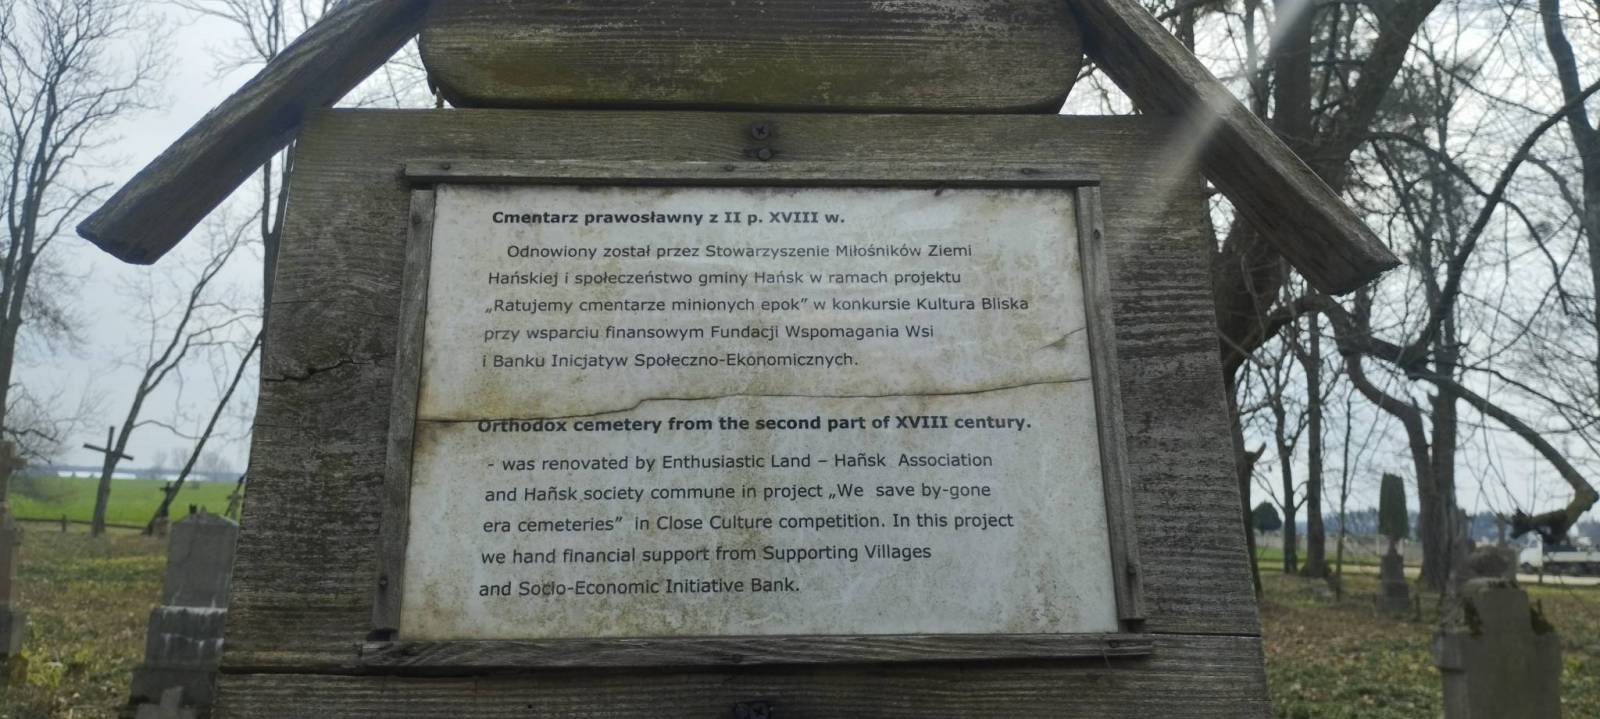 Cmentarz prawosławny z II p. XVIII w.
Odnowiony został przez Stowarzyszenie Miłośników Ziemi
Hańskiej i społeczeństwo gminy Hańsk w ramach projektu
„Ratujemy cmentarze minionych epok” w konkursie Kultura Bliska
przy wsparciu finansowym Fundacji Wspomagania Wsi
i Banku Inicjatyw Społeczno-Ekonomicznych.
Orthodox cemetery from the second part of XVIII century.
- was renovated by Enthusiastic Land – Hañsk Association
and Hañsk society commune in project „We save by-gone
era cemeteries” in Close Culture competition. In this project
we hand financial support from Supporting Villages
and Socio-Economic Initiative Bank.